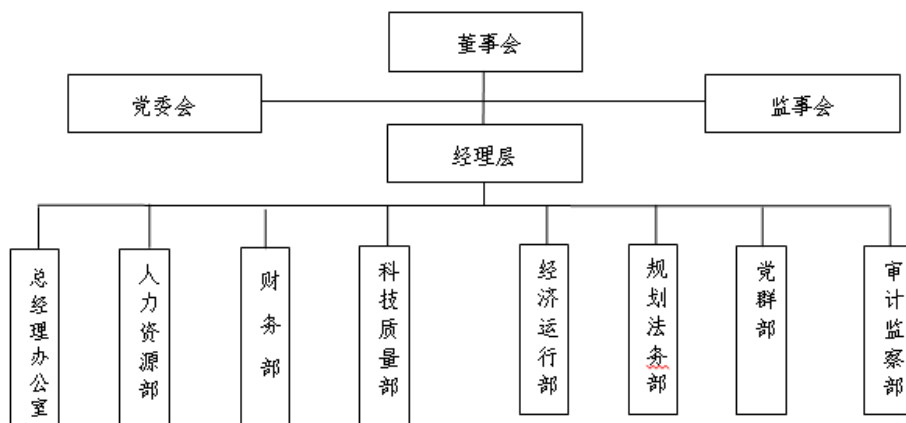 董事会
党委会
监事会
经理层
总经理办公室
人力资源部
财务部
科技质量部
经济运行部
规划法务部
党群部
审计监察部